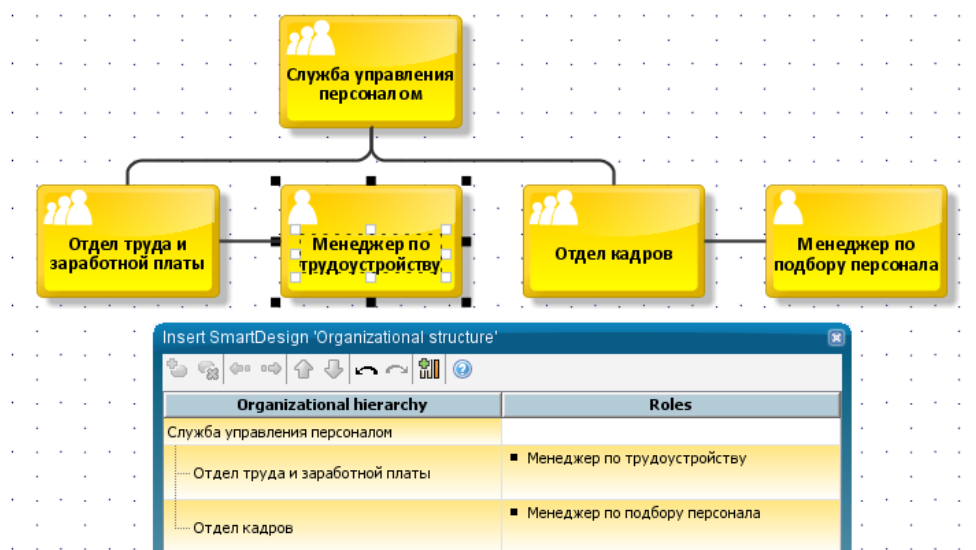 Служба управления
персоналом
Отдел труда и
заработной платы
Менеджер по
трудоустройству
Отдел кадров
Менеджер по
подбору персонала
Insert SmartDesign 'Organizational structure'
Organizational hierarchy
Roles
Служба управления персоналом
Отдел труда и заработной платы
Менеджер по трудоустройству
Отдел кадров
Менеджер по подбору персонала